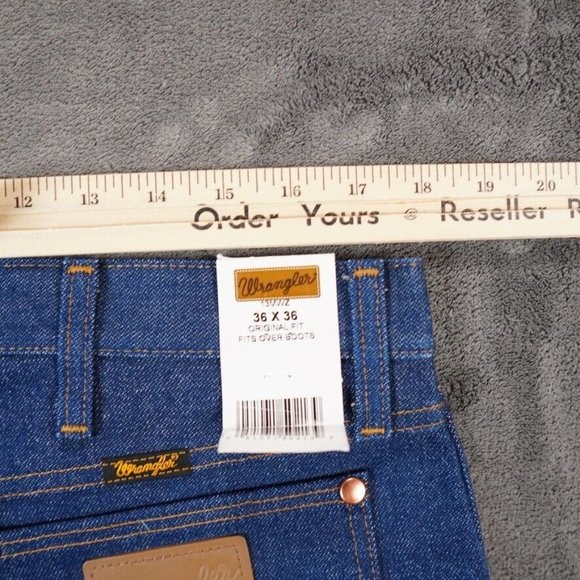 12 13 14 15 16 17 18 19 20
Order Yours ® Reseller R
Wrangler
13MWZ
36 X 36
ORIGINAL FIT
FITS OVER BOOTS
Wrangler